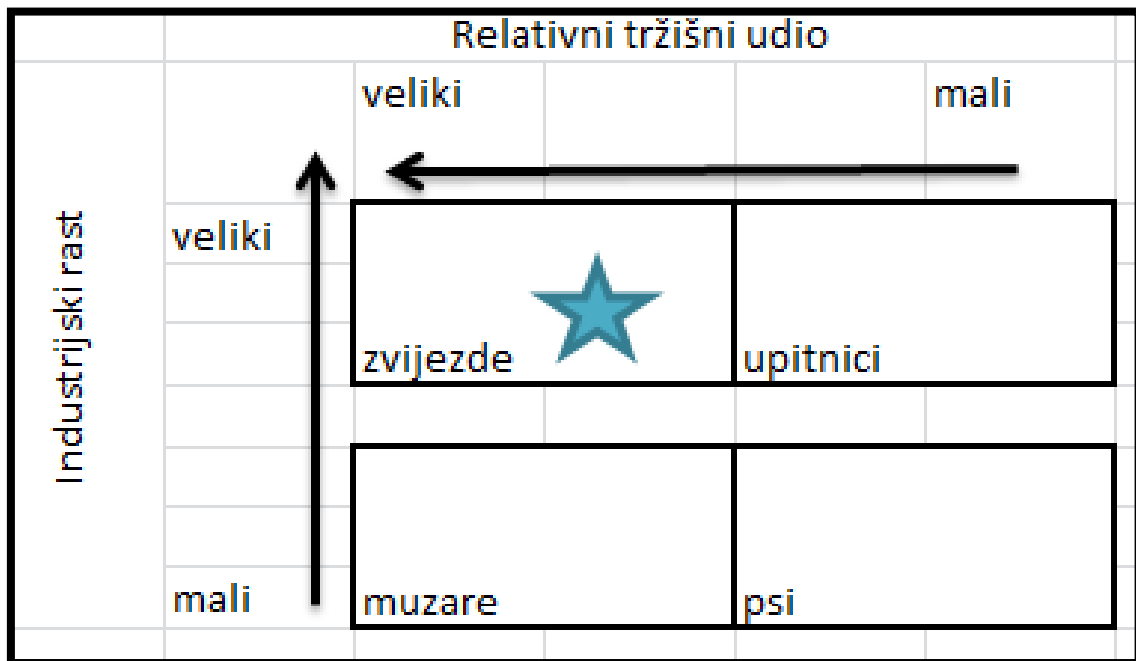 Relativni tržišni udio
veliki
mali
Industrijski rast
veliki
zvijezde
upitnici
mali
muzare
psi